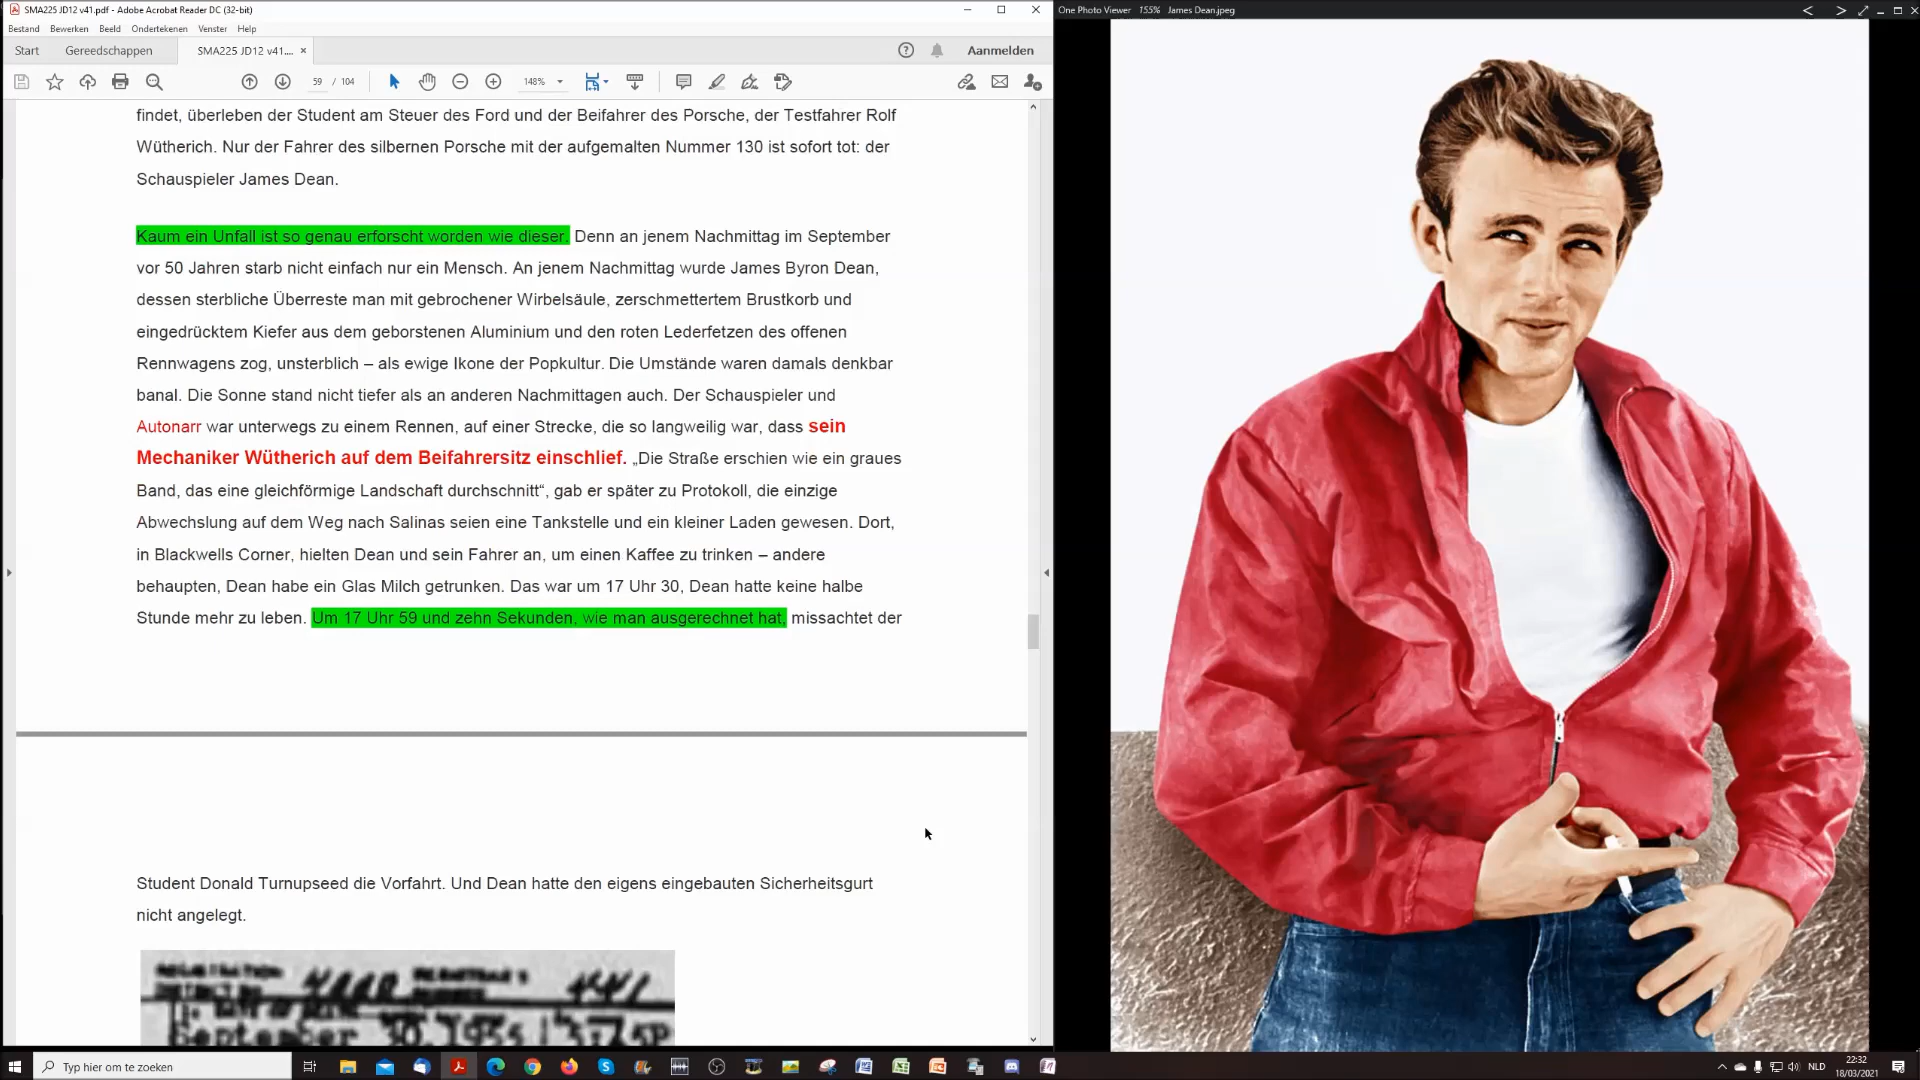 SMA225 JD12 v41.pdf - Adobe Acrobat Reader DC (32-bit)
One Photo Viewer 155% James Dean.jpeg
Bestand Bewerken Beeld Ondertekenen Venster Help
Start Gereedschappen SMA225 JD12 v41.... × Aanmelden
59 / 104 148%
findet, überleben der Student am Steuer des Ford und der Beifahrer des Porsche, der Testfahrer Rolf
Wütherich. Nur der Fahrer des silbernen Porsche mit der aufgemalten Nummer 130 ist sofort tot: der
Schauspieler James Dean.
Kaum ein Unfall ist so genau erforscht worden wie dieser. Denn an jenem Nachmittag im September
vor 50 Jahren starb nicht einfach nur ein Mensch. An jenem Nachmittag wurde James Byron Dean,
dessen sterbliche Überreste man mit gebrochener Wirbelsäule, zerschmettertem Brustkorb und
eingedrücktem Kiefer aus dem geborstenen Aluminium und den roten Lederfetzen des offenen
Rennwagens zog, unsterblich – als ewige Ikone der Popkultur. Die Umstände waren damals denkbar
banal. Die Sonne stand nicht tiefer als an anderen Nachmittagen auch. Der Schauspieler und
Autonarr war unterwegs zu einem Rennen, auf einer Strecke, die so langweilig war, dass sein
Mechaniker Wütherich auf dem Beifahrersitz einschlief. „Die Straße erschien wie ein graues
Band, das eine gleichförmige Landschaft durchschnitt“, gab er später zu Protokoll, die einzige
Abwechslung auf dem Weg nach Salinas seien eine Tankstelle und ein kleiner Laden gewesen. Dort,
in Blackwells Corner, hielten Dean und sein Fahrer an, um einen Kaffee zu trinken – andere
behaupten, Dean habe ein Glas Milch getrunken. Das war um 17 Uhr 30, Dean hatte keine halbe
Stunde mehr zu leben. Um 17 Uhr 59 und zehn Sekunden, wie man ausgerechnet hat, missachtet der
Student Donald Turnupseed die Vorfahrt. Und Dean hatte den eigens eingebauten Sicherheitsgurt
nicht angelegt.
441
September 30, 1955
Typ hier om te zoeken
NLD
22:32
18/03/2021